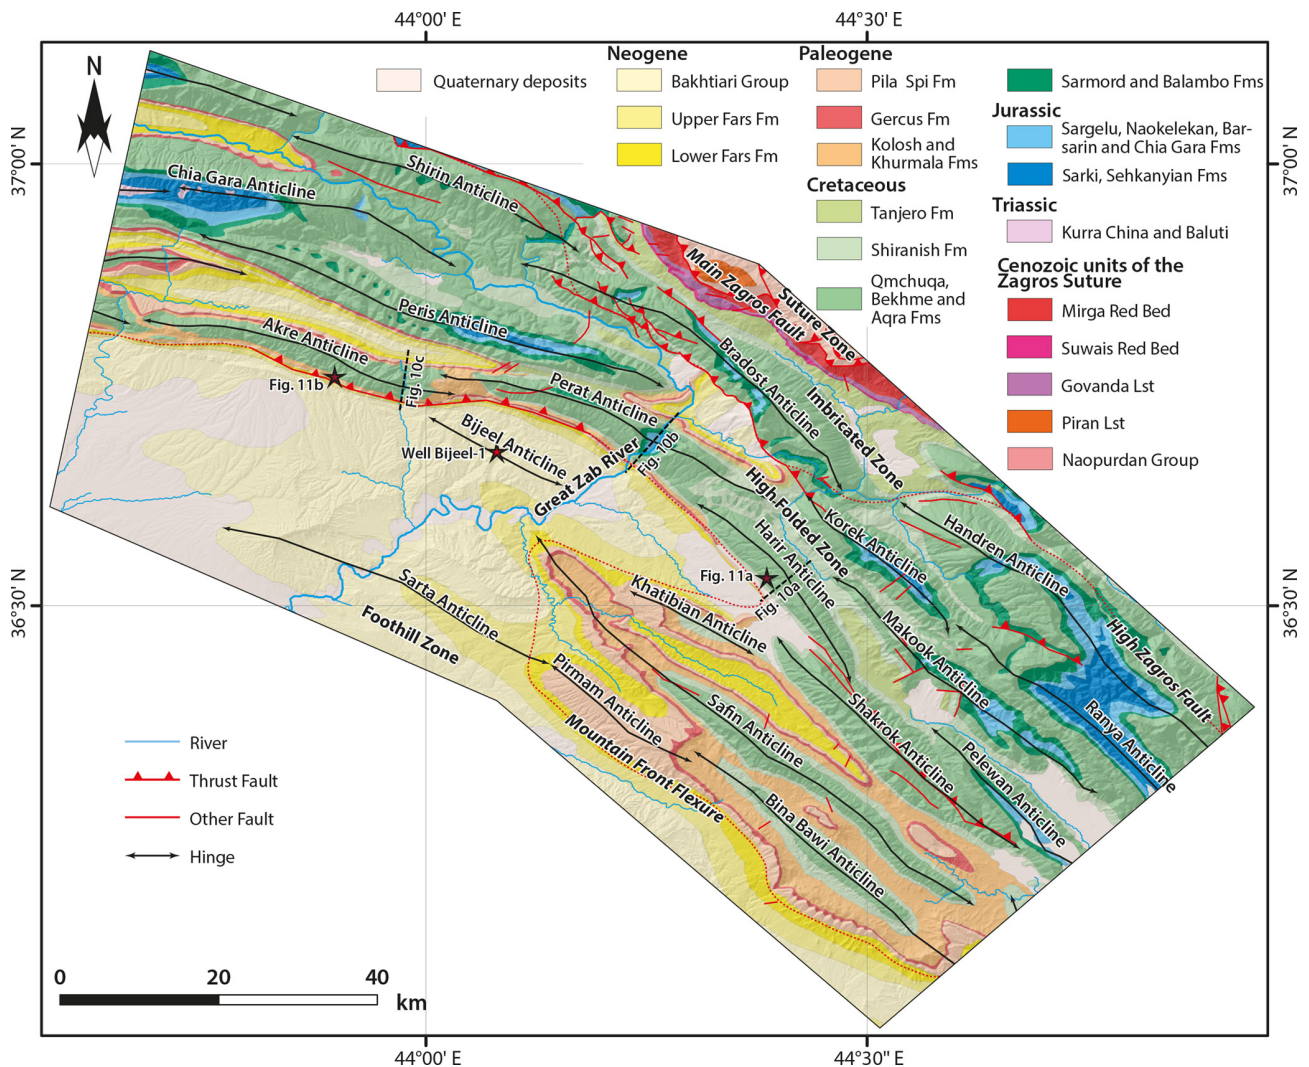 44°00' E
44°30' E
37°00' N
37°00' N
36°30' N
36°30' N
44°00' E
44°30' E
N
Quaternary deposits
Neogene
Bakhtiari Group
Upper Fars Fm
Lower Fars Fm
Paleogene
Pila Spi Fm
Gercus Fm
Kolosh and
Khurmala Fms
Cretaceous
Tanjero Fm
Shiranish Fm
Qmchuqa,
Bekhme and
Aqra Fms
Sarmord and Balambo Fms
Jurassic
Sargelu, Naokelekan, Bar-
sarin and Chia Gara Fms
Sarki, Sehkanyian Fms
Triassic
Kurra China and Baluti
Cenozoic units of the
Zagros Suture
Mirga Red Bed
Suwais Red Bed
Govanda Lst
Piran Lst
Naopurdan Group
Shirin Anticline
Chia Gara Anticline
Main Zagros Fault
Suture Zone
Peris Anticline
Akre Anticline
Fig. 11b
Fig. 10c
Perat Anticline
Bradost Anticline
Imbricated Zone
Bijeel Anticline
Well Bijeel-1
Great Zab River
Fig. 10b
High Folded Zone
Harir Anticline
Korek Anticline
Handren Anticline
Fig. 11a
Fig. 10a
Sarta Anticline
Foothill Zone
Khatibian Anticline
Makook Anticline
High Zagros Fault
Pirmam Anticline
Safin Anticline
Shakrok Anticline
Ranya Anticline
Mountain Front Flexure
Pelewan Anticline
Bina Bawi Anticline
River
Thrust Fault
Other Fault
Hinge
0
20
40
km